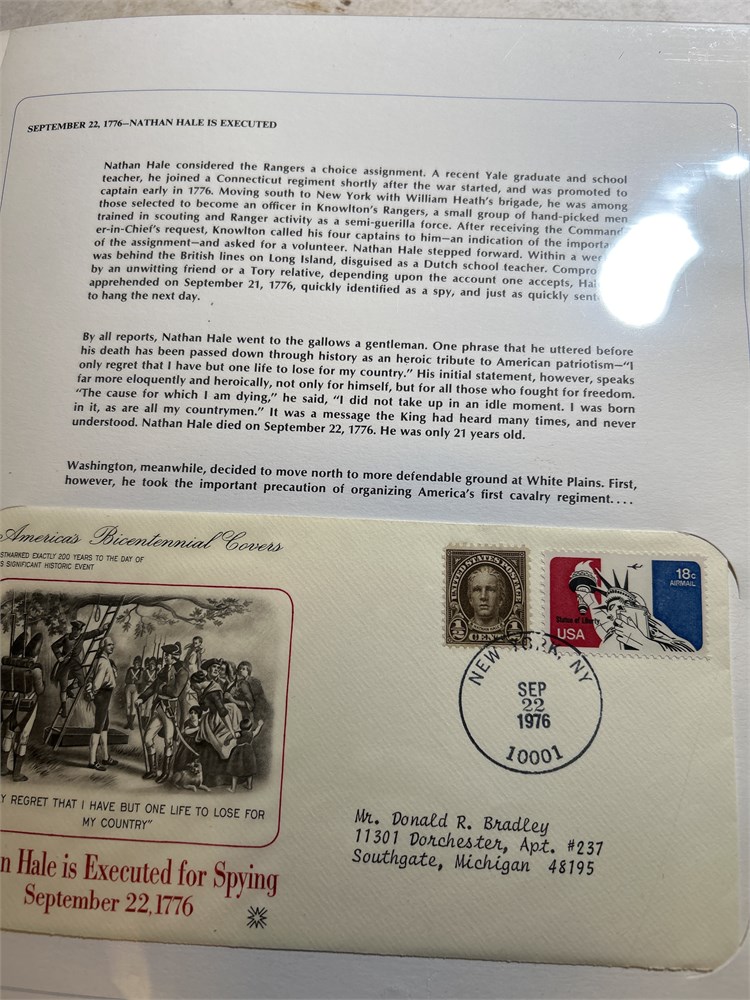 SEPTEMBER 22, 1776—NATHAN HALE IS EXECUTED
Nathan Hale considered the Rangers a choice assignment. A recent Yale graduate and school
teacher, he joined a Connecticut regiment shortly after the war started, and was promoted to
captain early in 1776. Moving south to New York with William Heath's brigade, he was among
those selected to become an officer in Knowlton's Rangers, a small group of hand-picked men
trained in scouting and Ranger activity as a semi-guerilla force. After receiving the Command
er-in-Chief's request, Knowlton called his four captains to him—an indication of the importa
of the assignment—and asked for a volunteer. Nathan Hale stepped forward. Within a wee
was behind the British lines on Long Island, disguised as a Dutch school teacher. Compro
by an unwitting friend or a Tory relative, depending upon the account one accepts, Ha
apprehended on September 21, 1776, quickly identified as a spy, and just as quickly sent
to hang the next day.
By all reports, Nathan Hale went to the gallows a gentleman. One phrase that he uttered before
his death has been passed down through history as an heroic tribute to American patriotism—"I
only regret that I have but one life to lose for my country." His initial statement, however, speaks
far more eloquently and heroically, not only for himself, but for all those who fought for freedom.
"The cause for which I am dying," he said, "I did not take up in an idle moment. I was born
in it, as are all my countrymen." It was a message the King had heard many times, and never
understood. Nathan Hale died on September 22, 1776. He was only 21 years old.
Washington, meanwhile, decided to move north to more defendable ground at White Plains. First,
however, he took the important precaution of organizing America's first cavalry regiment....
America's Bicentennial Covers
STMARKED EXACTLY 200 YEARS TO THE DAY OF
S SIGNIFICANT HISTORIC EVENT
UNITED STATES POSTAGE
1/2 CENT 1/2
18c
AIRMAIL
Statue of Liberty
USA
NEW YORK, NY
SEP
22
1976
10001
Y REGRET THAT I HAVE BUT ONE LIFE TO LOSE FOR
MY COUNTRY"
n Hale is Executed for Spying
September 22, 1776
Mr. Donald R. Bradley
11301 Dorchester, Apt. #237
Southgate, Michigan 48195